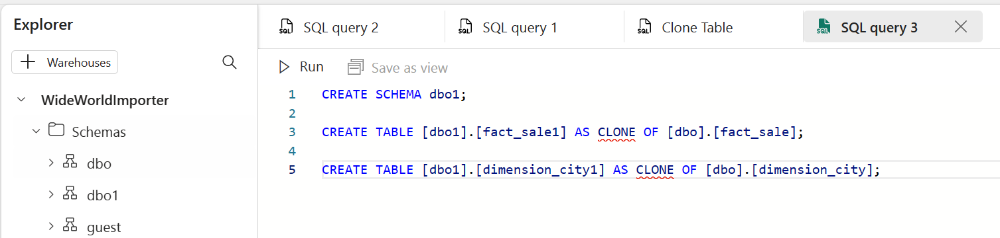 Explorer
SQL query 2
SQL query 1
Clone Table
SQL query 3
Warehouses
Run
Save as view
WideWorldImporter
Schemas
dbo
dbo1
guest
1 CREATE SCHEMA dbo1;
2
3 CREATE TABLE [dbo1].[fact_sale1] AS CLONE OF [dbo].[fact_sale];
4
5 CREATE TABLE [dbo1].[dimension_city1] AS CLONE OF [dbo].[dimension_city];